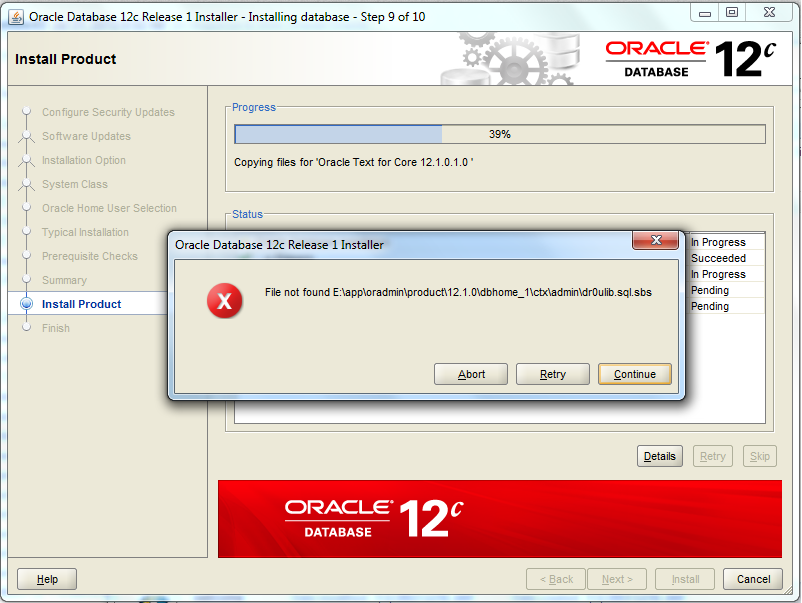 Oracle Database 12c Release 1 Installer - Installing database - Step 9 of 10
Install Product
ORACLE®
DATABASE
12c
Configure Security Updates
Software Updates
Installation Option
System Class
Oracle Home User Selection
Typical Installation
Prerequisite Checks
Summary
Install Product
Finish
Progress
39%
Copying files for 'Oracle Text for Core 12.1.0.1.0 '
Status
In Progress
Succeeded
In Progress
Pending
Pending
Oracle Database 12c Release 1 Installer
File not found E:\app\oradmin\product\12.1.0\dbhome_1\ctx\admin\dr0ulib.sql.sbs
Abort
Retry
Continue
Details
Retry
Skip
ORACLE®
DATABASE
12c
Help
< Back
Next >
Install
Cancel